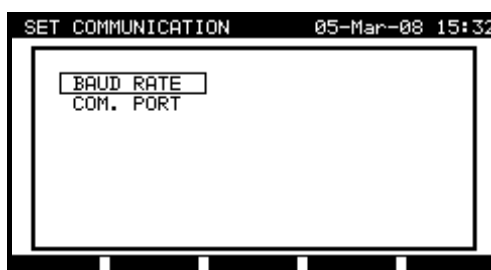 SET COMMUNICATION 05-Mar-08 15:32
BAUD RATE
COM. PORT